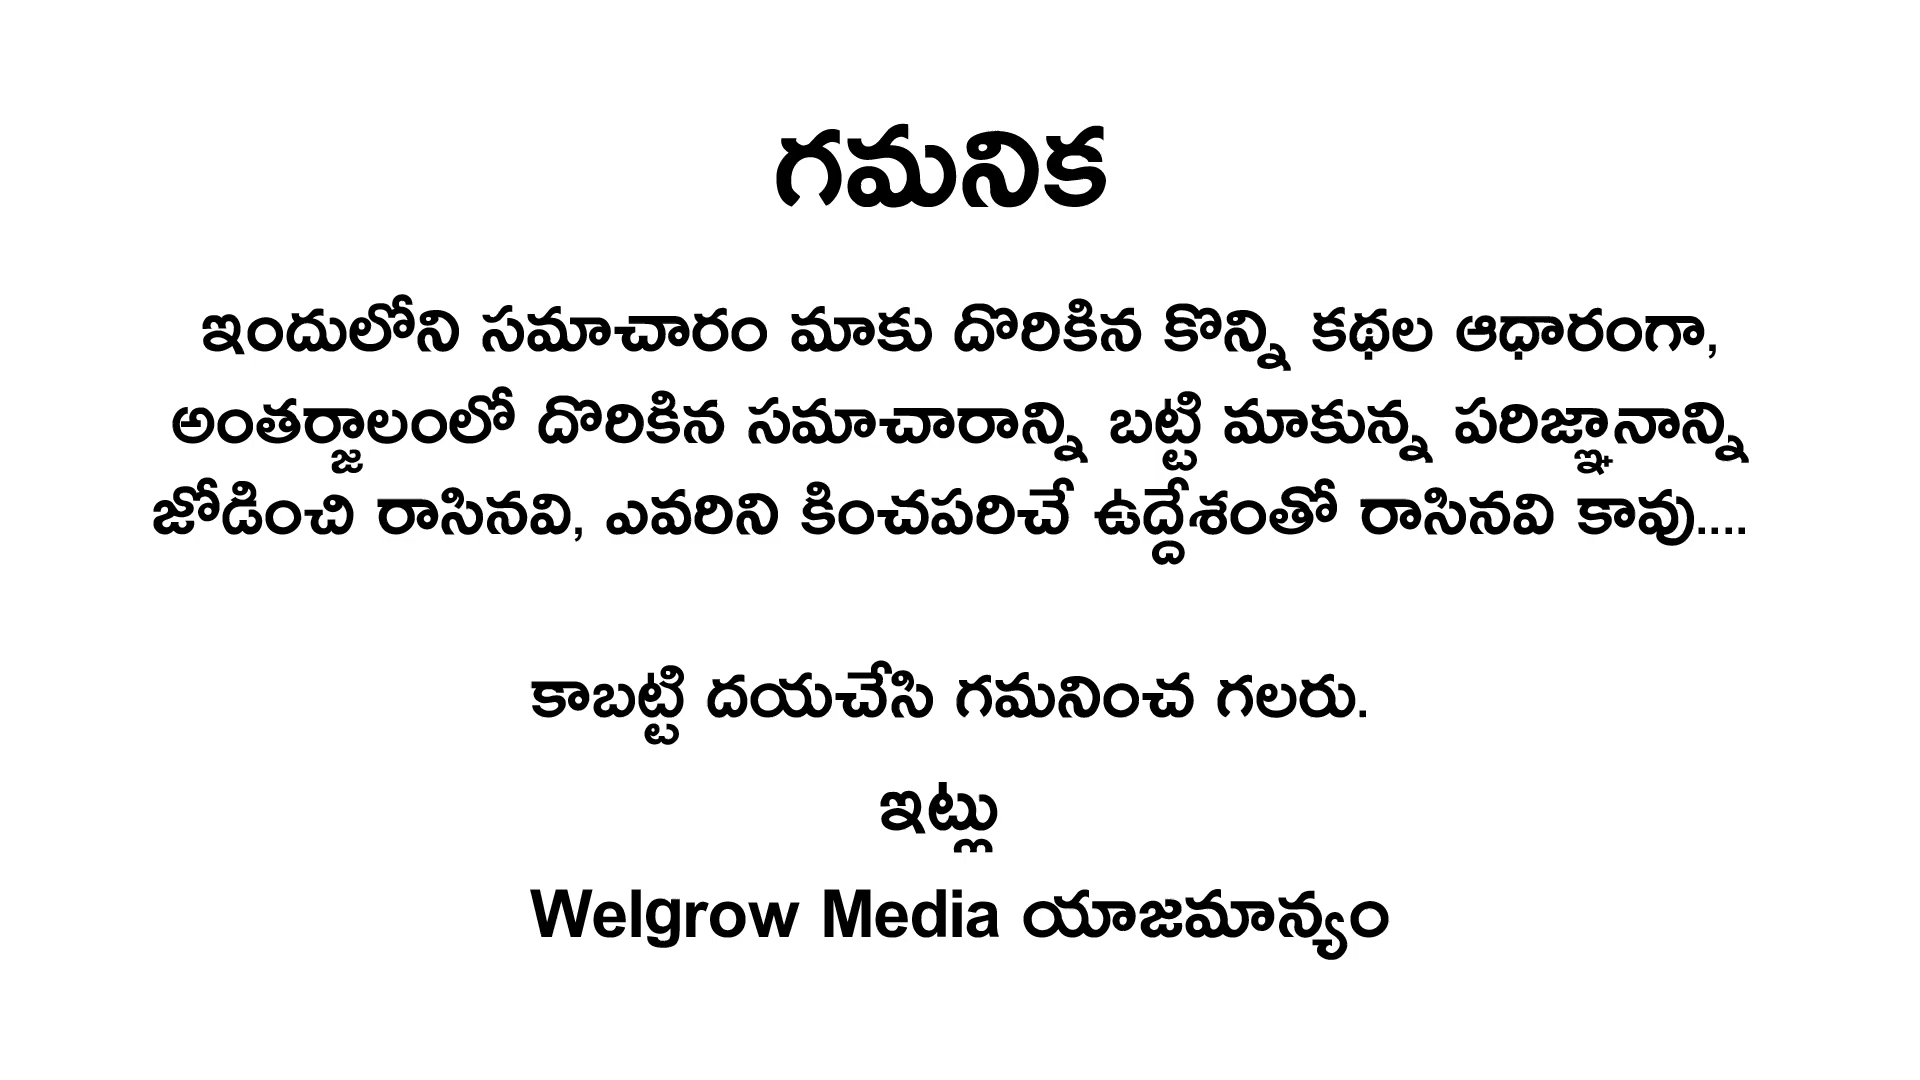 గమనిక
ఇందులోని సమాచారం మాకు దొరికిన కొన్ని కథల ఆధారంగా,
అంతర్జాలంలో దొరికిన సమాచారాన్ని బట్టి మాకున్న పరిజ్ఞానాన్ని
జోడించి రాసినవి, ఎవరిని కించపరిచే ఉద్దేశంతో రాసినవి కావు....
కాబట్టి దయచేసి గమనించ గలరు.
ఇట్లు
Welgrow Media యాజమాన్యం